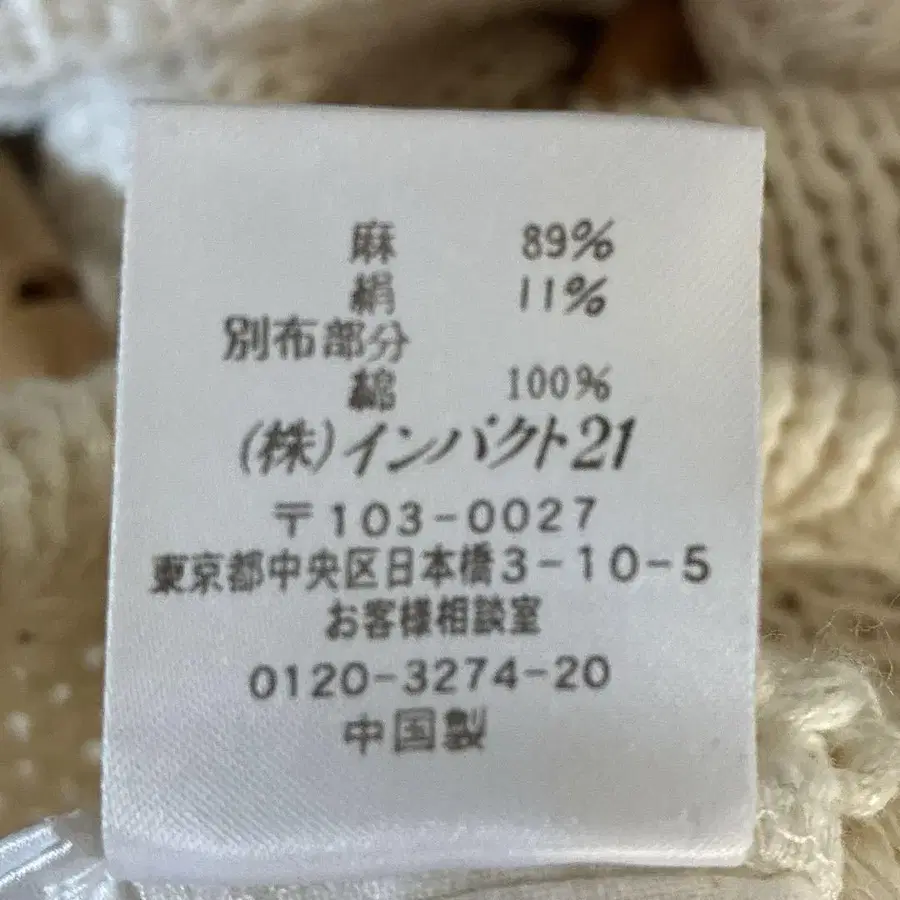 麻 89%
絹 11%
別布部分
綿 100%
(株)インパクト21
〒103-0027
東京都中央区日本橋3-10-5
お客様相談室
0120-3274-20
中国製